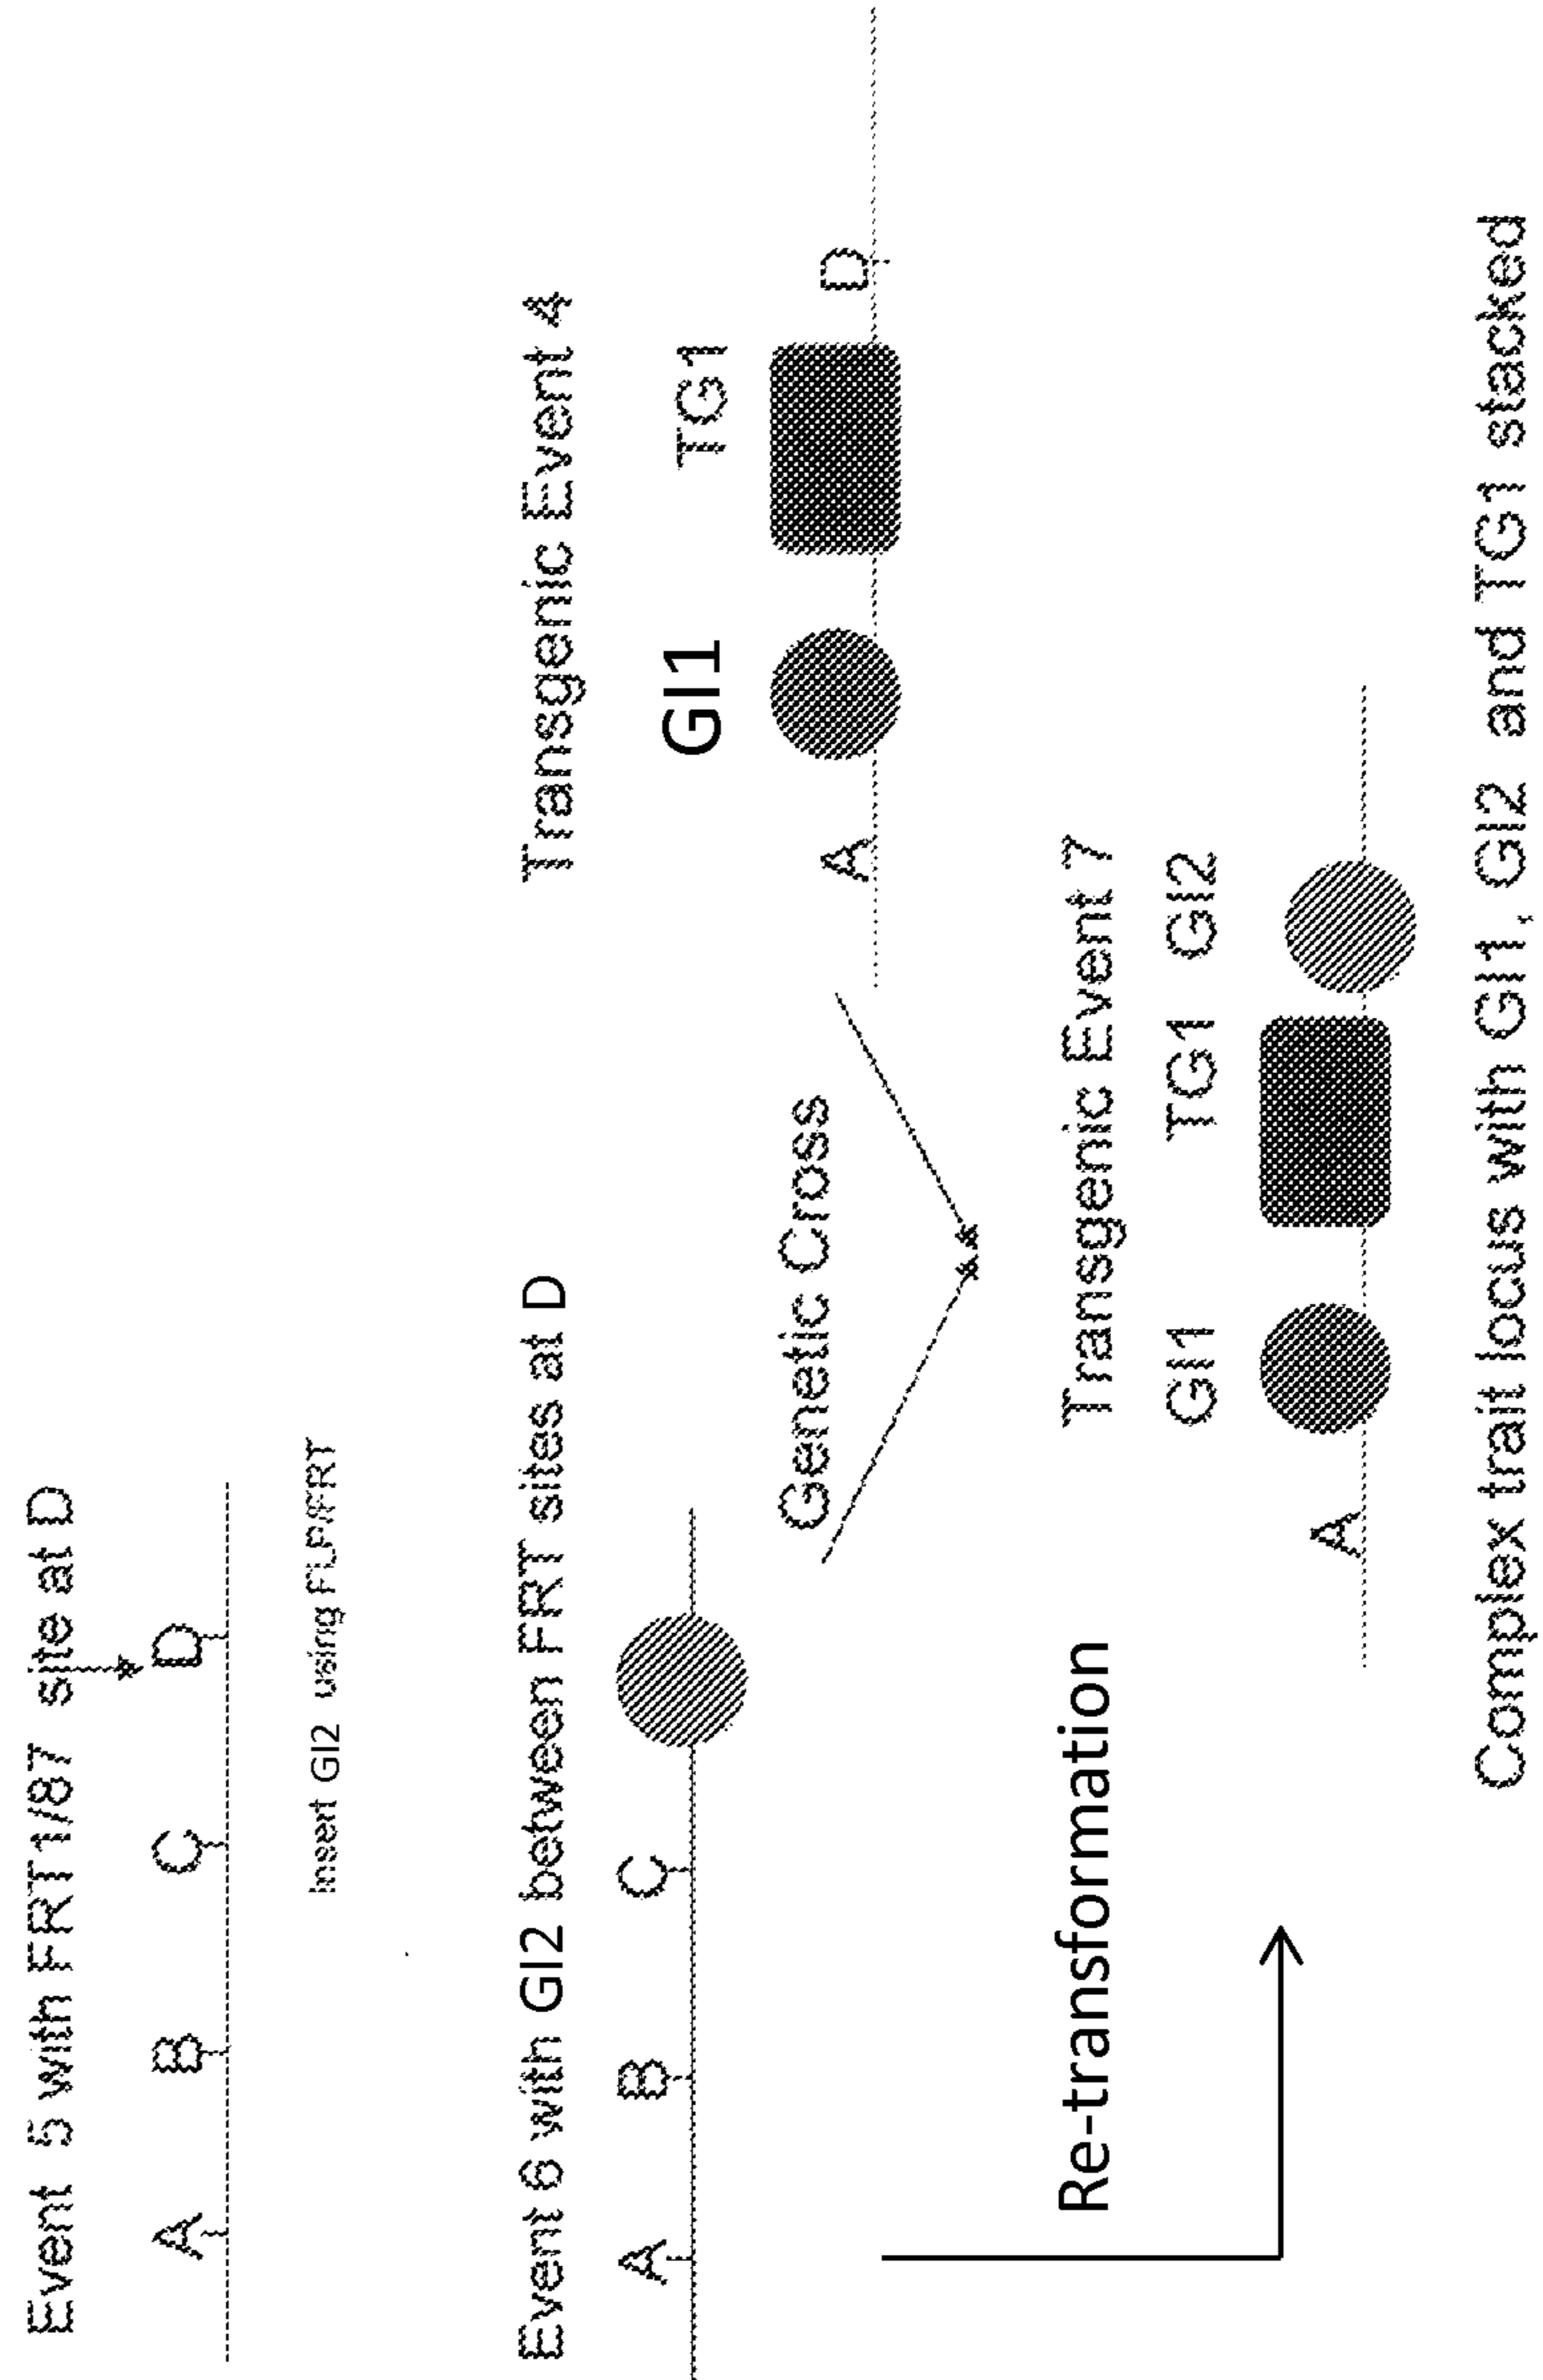 Event 5 with FRT1/87 site at D
A B C D
Insert GI2 using FLP/FRT
Event 6 with GI2 between FRT sites at D
A B C
Transgenic Event 4
GI1 TG1
A D
Genetic Cross
Re-transformation
Transgenic Event 7
GI1 TG1 GI2
A
Complex trait locus with GI1, GI2 and TG1 stacked